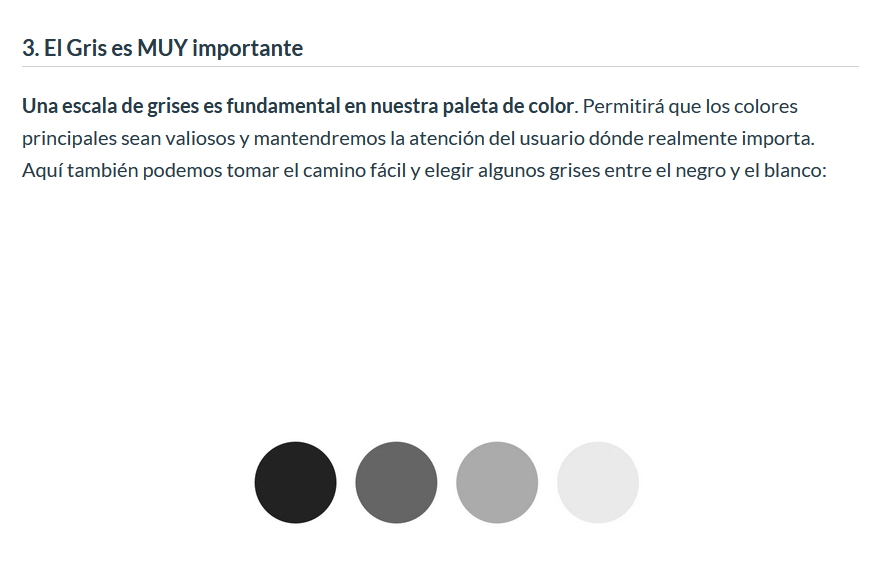 3. El Gris es MUY importante
Una escala de grises es fundamental en nuestra paleta de color. Permitirá que los colores
principales sean valiosos y mantendremos la atención del usuario dónde realmente importa.
Aquí también podemos tomar el camino fácil y elegir algunos grises entre el negro y el blanco: